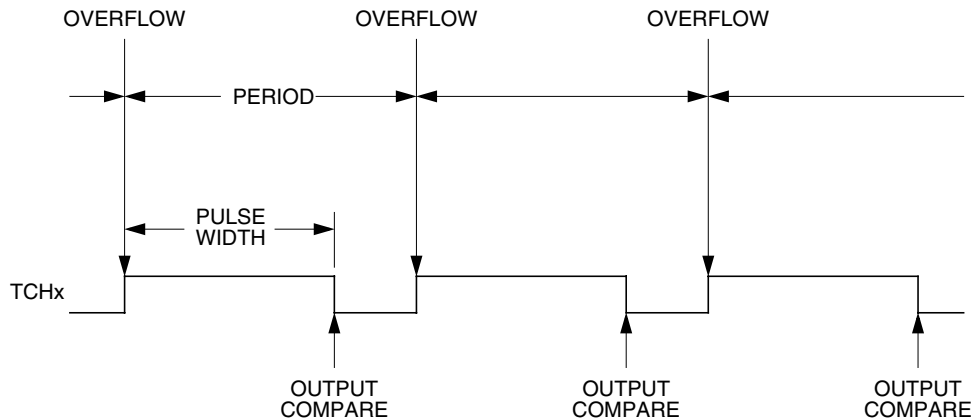 OVERFLOW
OVERFLOW
OVERFLOW
PERIOD
PULSE
WIDTH
TCHx
OUTPUT
COMPARE
OUTPUT
COMPARE
OUTPUT
COMPARE